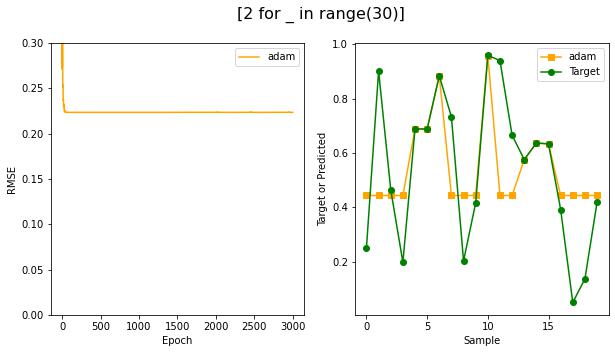 [2 for _ in range(30)]
0.30
0.25
0.20
0.15
0.10
0.05
0.00
RMSE
0 500 1000 1500 2000 2500 3000
Epoch
adam
1.0
0.8
0.6
0.4
0.2
Target or Predicted
0 5 10 15
Sample
adam
Target